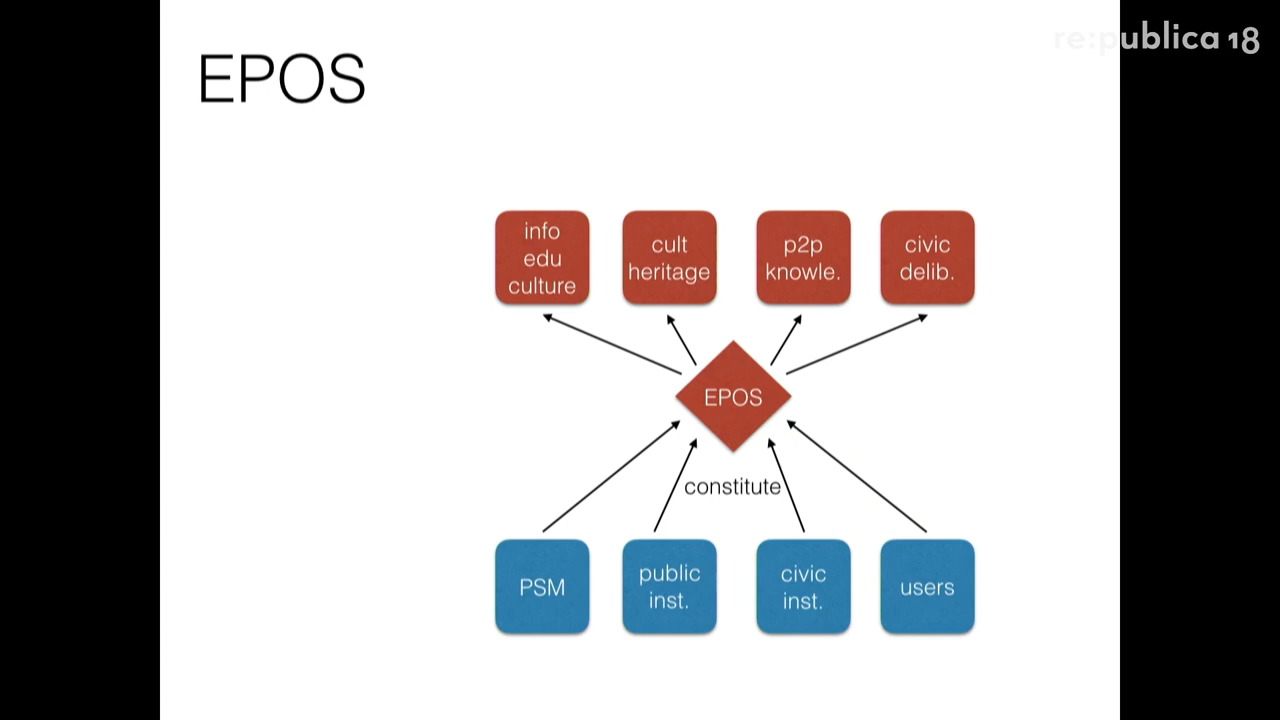 re:publica 18
EPOS
info
edu
culture
cult
heritage
p2p
knowle.
civic
delib.
EPOS
constitute
PSM
public
inst.
civic
inst.
users